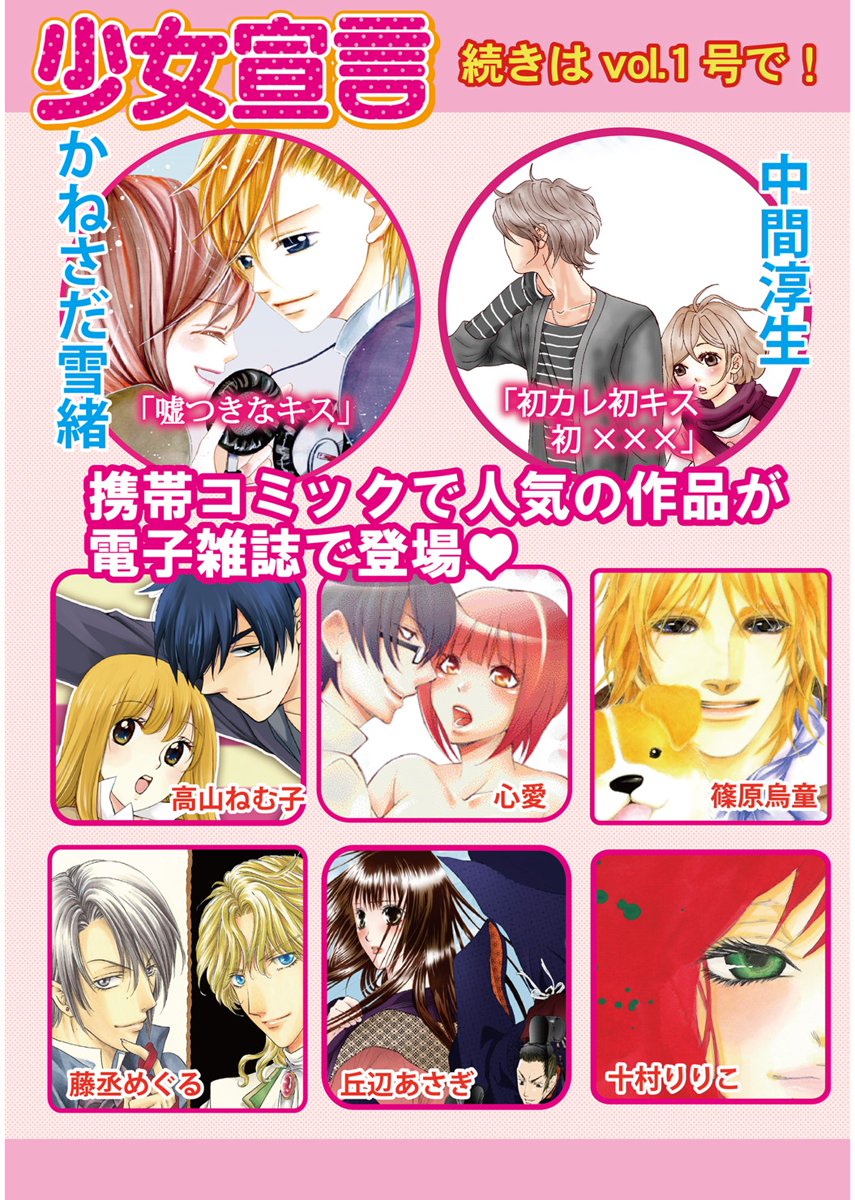 少女宣言
続きは vol.1 号で！
かねさだ雪緒
「嘘つきなキス」
中間淳生
「初カレ初キス
初×××」
携帯コミックで人気の作品が
電子雑誌で登場♥
高山ねむ子
心愛
篠原烏童
藤丞めぐる
丘辺あさぎ
十村りりこ